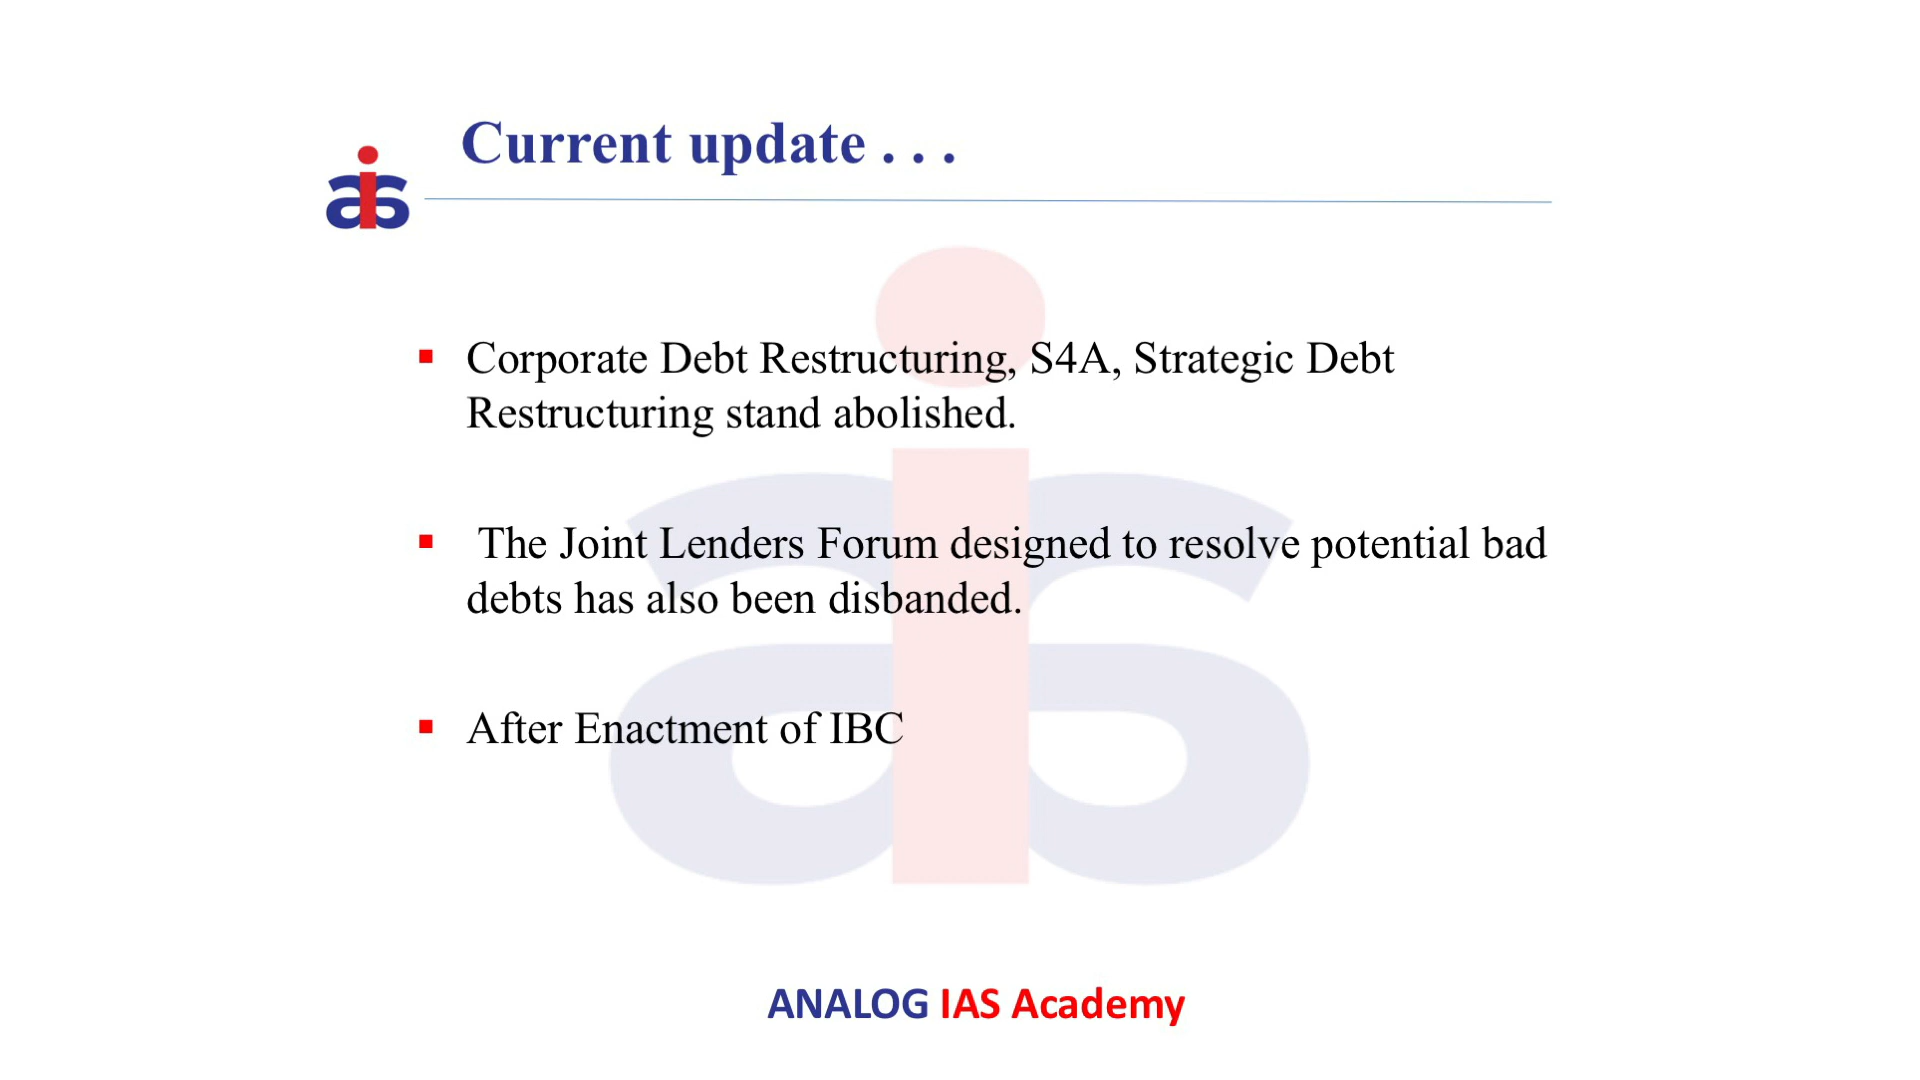 Current update . . .
▪ Corporate Debt Restructuring, S4A, Strategic Debt
Restructuring stand abolished.
▪ The Joint Lenders Forum designed to resolve potential bad
debts has also been disbanded.
▪ After Enactment of IBC
ANALOG IAS Academy